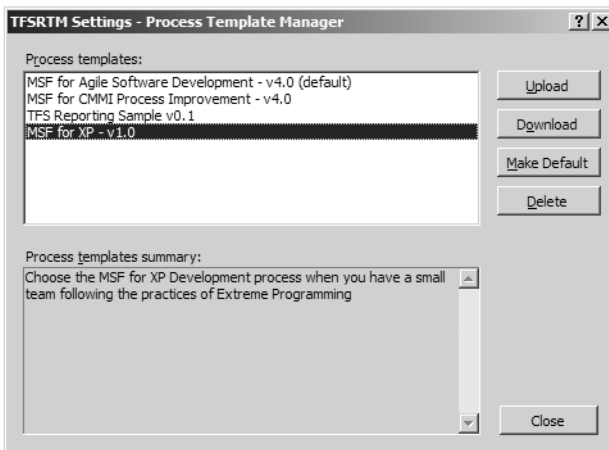 TFSRTM Settings - Process Template Manager
Process templates:
MSF for Agile Software Development - v4.0 (default)
MSF for CMMI Process Improvement - v4.0
TFS Reporting Sample v0.1
MSF for XP - v1.0
Upload
Download
Make Default
Delete
Process templates summary:
Choose the MSF for XP Development process when you have a small
team following the practices of Extreme Programming
Close